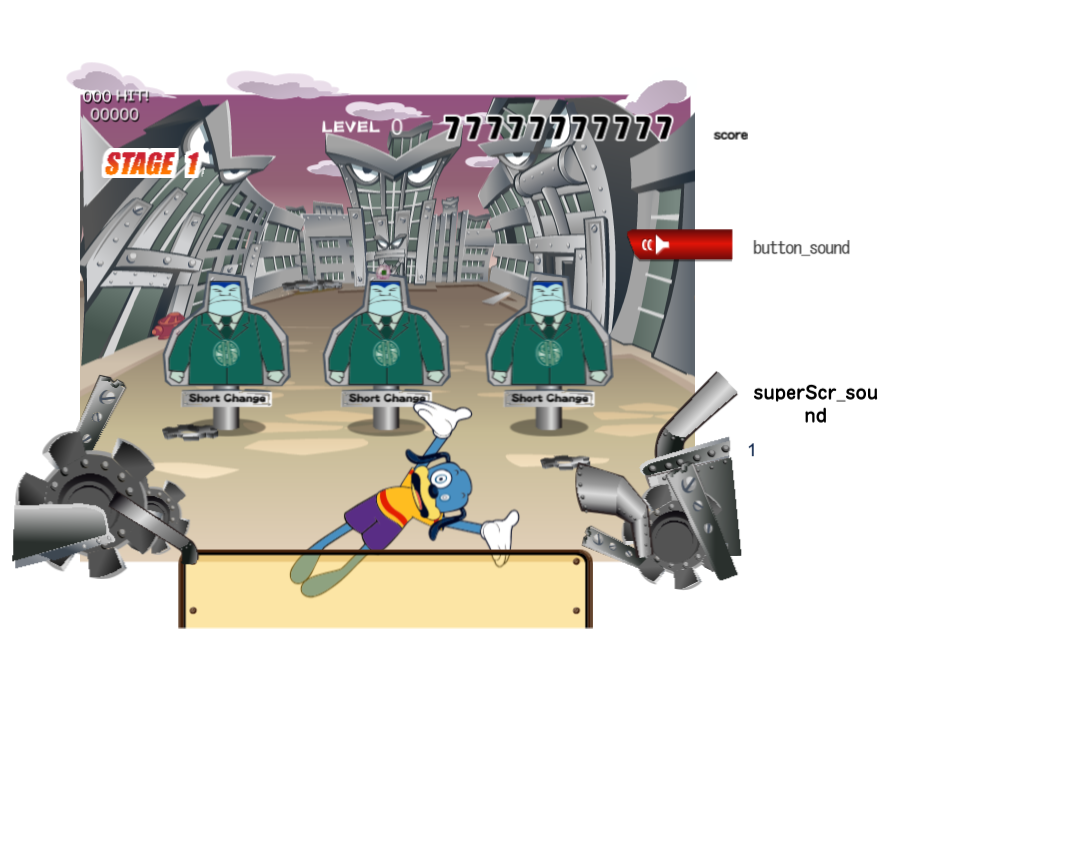 000 HIT!
00000
LEVEL 0
77777777777
score
STAGE 1
button_sound
Short Change
Short Change
Short Change
superScr_sou
nd
1